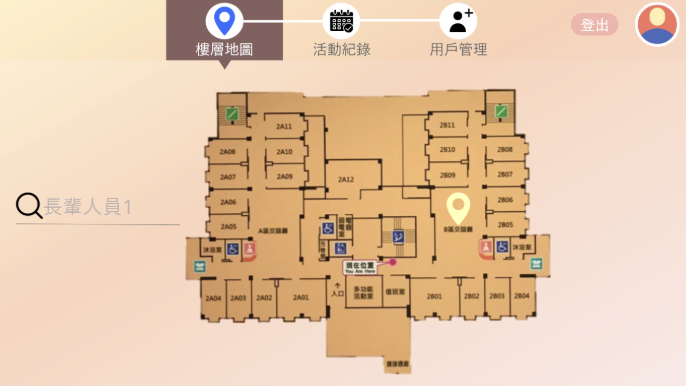 樓層地圖
活動紀錄
用戶管理
登出
長輩人員1
2A11
2A08
2A10
2A07
2A09
2A12
2A06
2A05
A區交誼廳
沐浴室
2B11
2B10
2B08
2B09
2B07
2B06
2B05
B區交誼廳
沐浴室
現在位置
You Are Here
2A04
2A03
2A02
2A01
入口
多功能
活動室
值班室
2B01
2B02
2B03
2B04